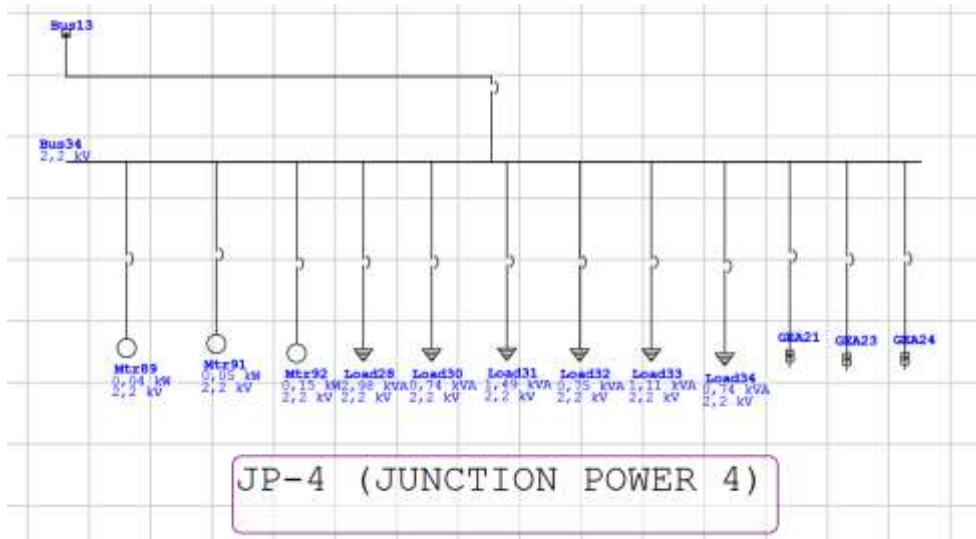 Bus13
Bus34
2,2 kV
Mtr89
0,04 kW
2,2 kV
Mtr91
0,05 kW
2,2 kV
Mtr92
0,15 kW
2,2 kV
Load28
2,98 kVA
2,2 kV
Load30
0,74 kVA
2,2 kV
Load31
1,49 kVA
2,2 kV
Load32
0,75 kVA
2,2 kV
Load33
1,11 kVA
2,2 kV
Load34
0,74 kVA
2,2 kV
GEA21
GEA23
GEA24
JP-4 (JUNCTION POWER 4)